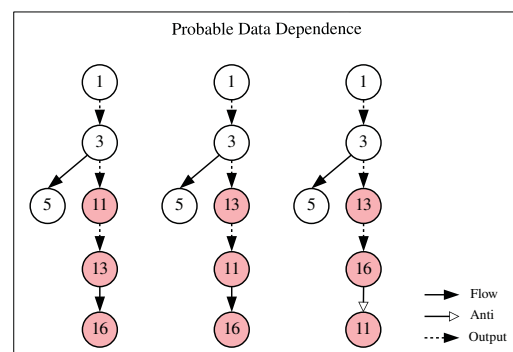 Probable Data Dependence
1 1 1
3 3 3
5 11 5 13 5 13
13 11 16
16 16 11
Flow
Anti
Output